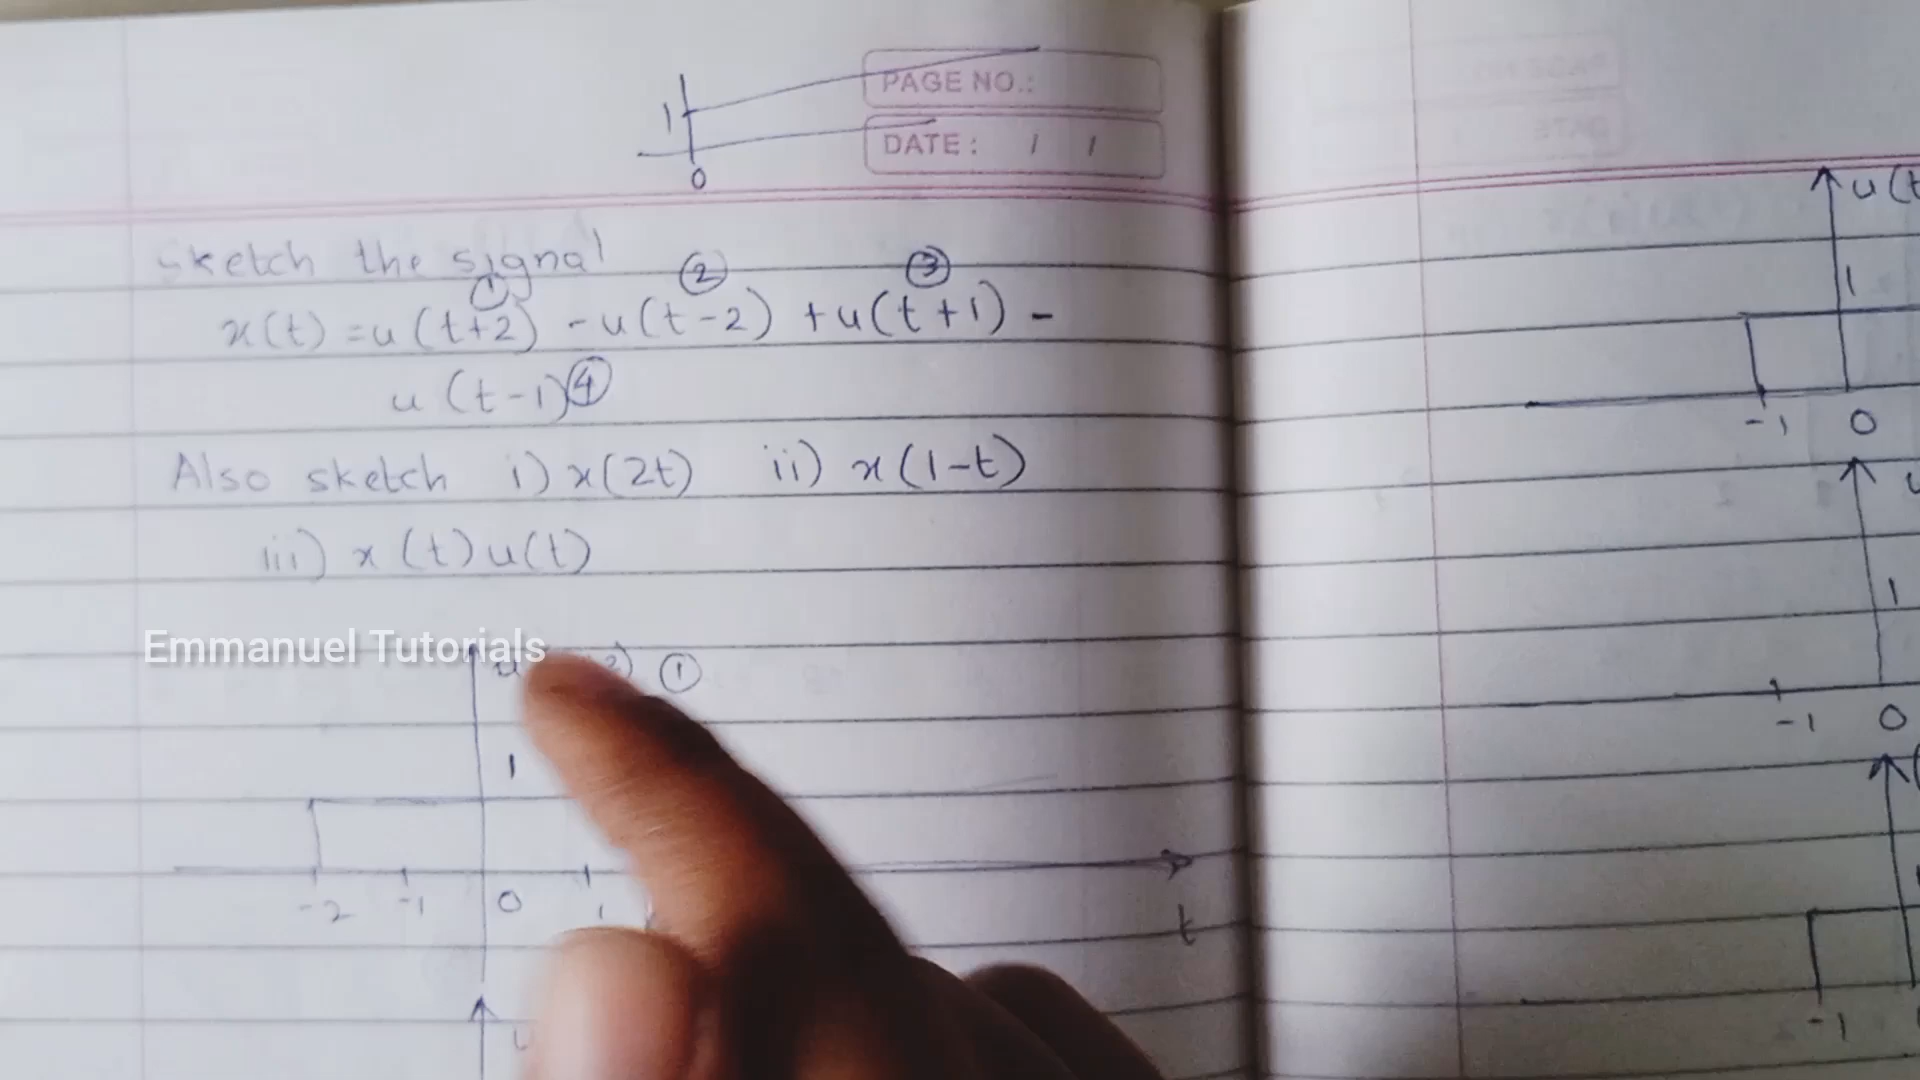 PAGE NO.:
DATE: / /
1
0
Sketch the signal
① ② ③
x(t) = u(t+2) - u(t-2) + u(t+1) -
u(t-1) ④
Also sketch i) x(2t) ii) x(1-t)
iii) x(t)u(t)
Emmanuel Tutorials
2) ①
1
-2 -1 0 1
t
u(t
1
-1 0
1
-1 0
-1